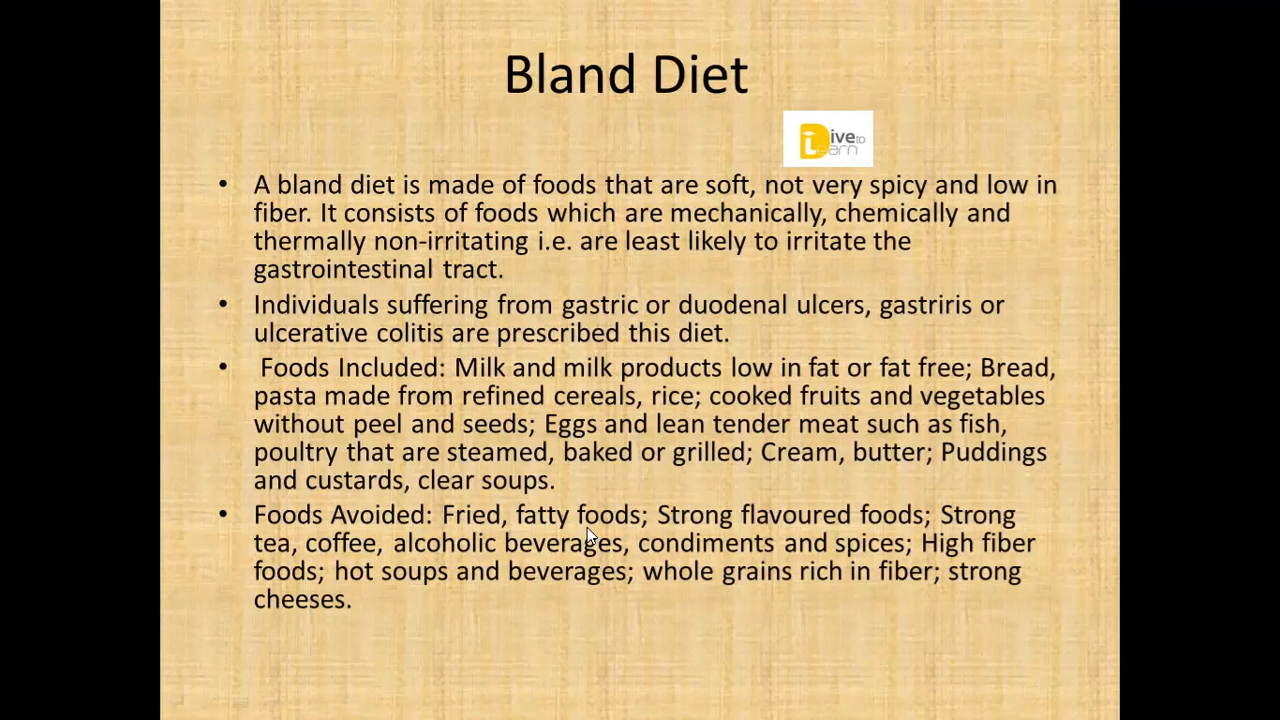 Bland Diet
Dive to
Learn
• A bland diet is made of foods that are soft, not very spicy and low in
fiber. It consists of foods which are mechanically, chemically and
thermally non-irritating i.e. are least likely to irritate the
gastrointestinal tract.
• Individuals suffering from gastric or duodenal ulcers, gastriris or
ulcerative colitis are prescribed this diet.
• Foods Included: Milk and milk products low in fat or fat free; Bread,
pasta made from refined cereals, rice; cooked fruits and vegetables
without peel and seeds; Eggs and lean tender meat such as fish,
poultry that are steamed, baked or grilled; Cream, butter; Puddings
and custards, clear soups.
• Foods Avoided: Fried, fatty foods; Strong flavoured foods; Strong
tea, coffee, alcoholic beverages, condiments and spices; High fiber
foods; hot soups and beverages; whole grains rich in fiber; strong
cheeses.